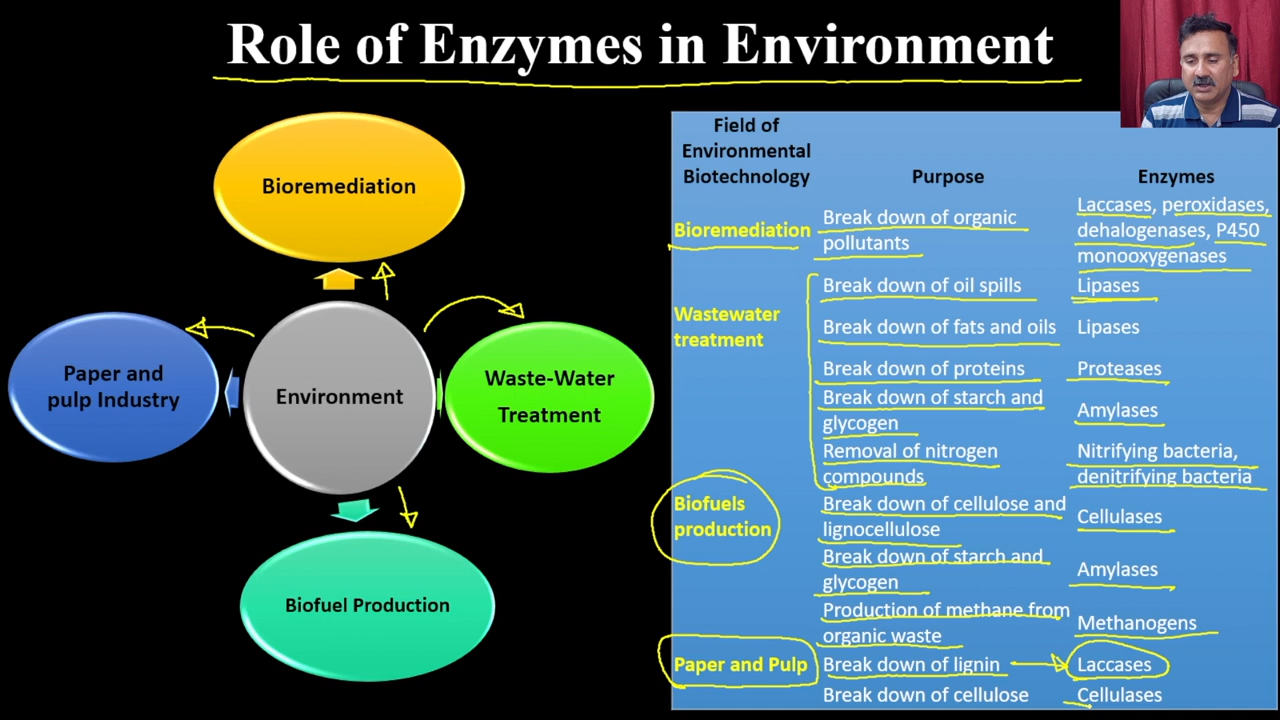 Role of Enzymes in Environment
Bioremediation
Paper and
pulp Industry
Environment
Waste-Water
Treatment
Biofuel Production
Field of
Environmental
Biotechnology
Purpose
Enzymes
Bioremediation
Break down of organic
pollutants
Laccases, peroxidases,
dehalogenases, P450
monooxygenases
Wastewater
treatment
Break down of oil spills
Lipases
Break down of fats and oils
Lipases
Break down of proteins
Proteases
Break down of starch and
glycogen
Amylases
Removal of nitrogen
compounds
Nitrifying bacteria,
denitrifying bacteria
Biofuels
production
Break down of cellulose and
lignocellulose
Cellulases
Break down of starch and
glycogen
Amylases
Production of methane from
organic waste
Methanogens
Paper and Pulp
Break down of lignin
Laccases
Break down of cellulose
Cellulases